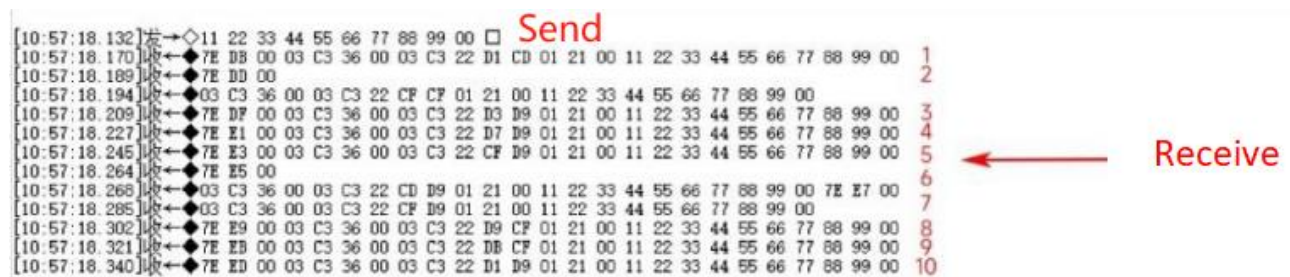 Send
[10:57:18.132]发→◇11 22 33 44 55 66 77 88 99 00 □
[10:57:18.170]收←◆7E DB 00 03 C3 36 00 03 C3 22 D1 CD 01 21 00 11 22 33 44 55 66 77 88 99 00 1
[10:57:18.189]收←◆7E DD 00 2
[10:57:18.194]收←◆03 C3 36 00 03 C3 22 CF CF 01 21 00 11 22 33 44 55 66 77 88 99 00
[10:57:18.209]收←◆7E DF 00 03 C3 36 00 03 C3 22 D3 D9 01 21 00 11 22 33 44 55 66 77 88 99 00 3
[10:57:18.227]收←◆7E E1 00 03 C3 36 00 03 C3 22 D7 D9 01 21 00 11 22 33 44 55 66 77 88 99 00 4
[10:57:18.245]收←◆7E E3 00 03 C3 36 00 03 C3 22 CF D9 01 21 00 11 22 33 44 55 66 77 88 99 00 5
Receive
[10:57:18.264]收←◆7E E5 00 6
[10:57:18.268]收←◆03 C3 36 00 03 C3 22 CD D9 01 21 00 11 22 33 44 55 66 77 88 99 00 7E E7 00
[10:57:18.285]收←◆03 C3 36 00 03 C3 22 CF D9 01 21 00 11 22 33 44 55 66 77 88 99 00 7
[10:57:18.302]收←◆7E E9 00 03 C3 36 00 03 C3 22 D9 CF 01 21 00 11 22 33 44 55 66 77 88 99 00 8
[10:57:18.321]收←◆7E EB 00 03 C3 36 00 03 C3 22 DB CF 01 21 00 11 22 33 44 55 66 77 88 99 00 9
[10:57:18.340]收←◆7E ED 00 03 C3 36 00 03 C3 22 D1 D9 01 21 00 11 22 33 44 55 66 77 88 99 00 10